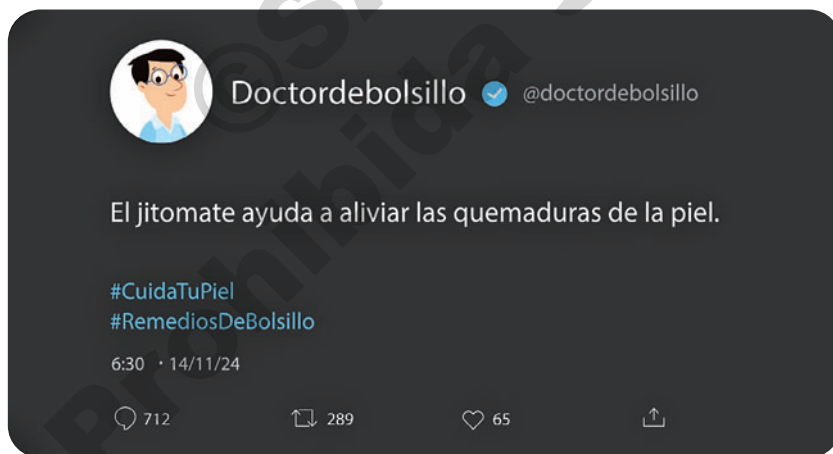 Doctordebolsillo @doctordebolsillo
El jitomate ayuda a aliviar las quemaduras de la piel.
#CuidaTuPiel
#RemediosDeBolsillo
6:30 · 14/11/24
712 289 65
Prohibida